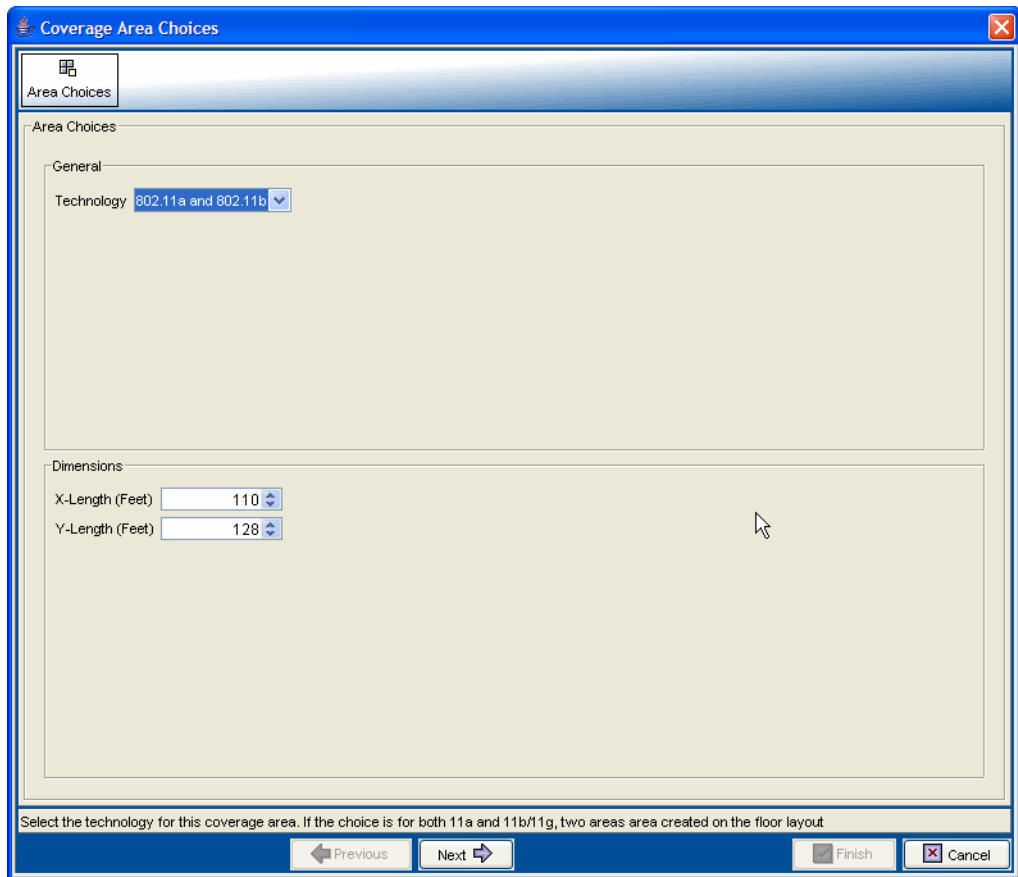 Coverage Area Choices
Area Choices
Area Choices
General
Technology 802.11a and 802.11b
Dimensions
X-Length (Feet) 110
Y-Length (Feet) 128
Select the technology for this coverage area. If the choice is for both 11a and 11b/11g, two areas area created on the floor layout
Previous Next Finish Cancel